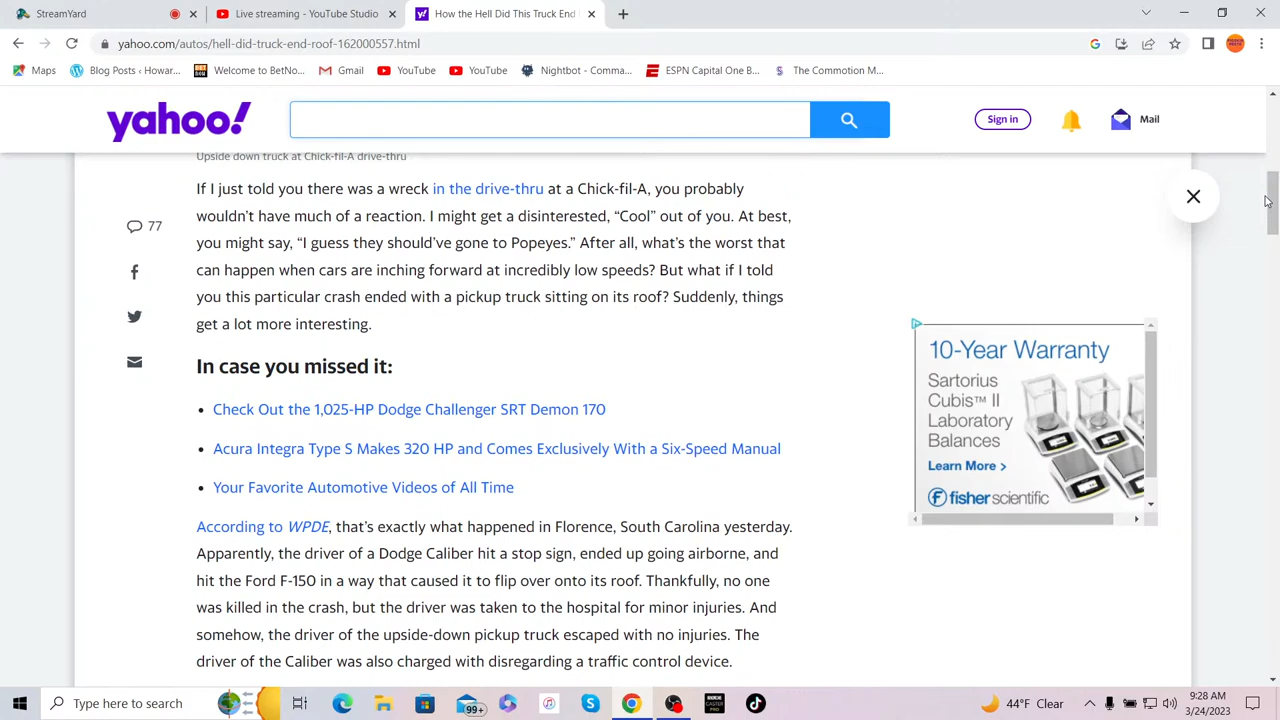 StreamYard
Live streaming - YouTube Studio
How the Hell Did This Truck End
yahoo.com/autos/hell-did-truck-end-roof-162000557.html
Maps
Blog Posts ‹ Howar...
Welcome to BetNo...
Gmail
YouTube
YouTube
Nightbot - Comma...
ESPN Capital One B...
The Commotion M...
yahoo!
Sign in
Mail
Upside down truck at Chick-fil-A drive-thru
If I just told you there was a wreck in the drive-thru at a Chick-fil-A, you probably
wouldn’t have much of a reaction. I might get a disinterested, “Cool” out of you. At best,
you might say, “I guess they should’ve gone to Popeyes.” After all, what’s the worst that
can happen when cars are inching forward at incredibly low speeds? But what if I told
you this particular crash ended with a pickup truck sitting on its roof? Suddenly, things
get a lot more interesting.
77
In case you missed it:
• Check Out the 1,025-HP Dodge Challenger SRT Demon 170
• Acura Integra Type S Makes 320 HP and Comes Exclusively With a Six-Speed Manual
• Your Favorite Automotive Videos of All Time
According to WPDE, that’s exactly what happened in Florence, South Carolina yesterday.
Apparently, the driver of a Dodge Caliber hit a stop sign, ended up going airborne, and
hit the Ford F-150 in a way that caused it to flip over onto its roof. Thankfully, no one
was killed in the crash, but the driver was taken to the hospital for minor injuries. And
somehow, the driver of the upside-down pickup truck escaped with no injuries. The
driver of the Caliber was also charged with disregarding a traffic control device.
10-Year Warranty
Sartorius
Cubis™ II
Laboratory
Balances
Learn More >
fisher scientific
Type here to search
99+
44°F Clear
9:28 AM
3/24/2023